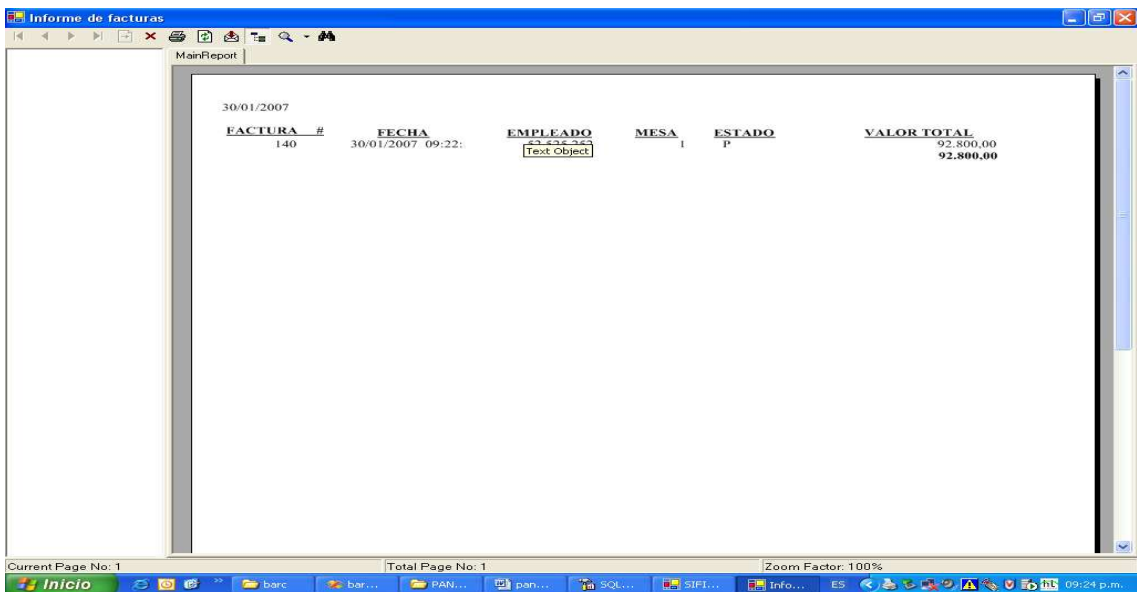 Informe de facturas
MainReport
30/01/2007
FACTURA # FECHA EMPLEADO MESA ESTADO VALOR TOTAL
140 30/01/2007 09:22: 1 P 92.800,00
Text Object
92.800,00
Current Page No: 1 Total Page No: 1 Zoom Factor: 100%
Inicio barc bar... PAN... pan... SQL... SIFI... Info... ES 09:24 p.m.